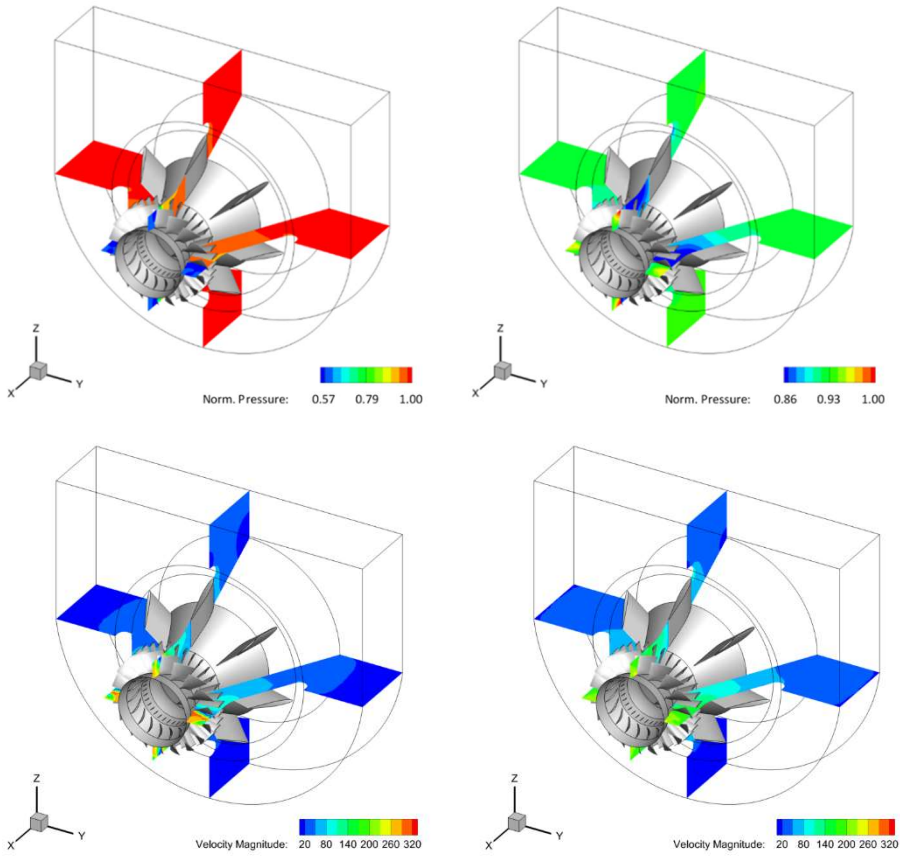 Z
Y
X
Norm. Pressure: 0.57 0.79 1.00
Z
Y
X
Norm. Pressure: 0.86 0.93 1.00
Z
Y
X
Velocity Magnitude: 20 80 140 200 260 320
Z
Y
X
Velocity Magnitude: 20 80 140 200 260 320